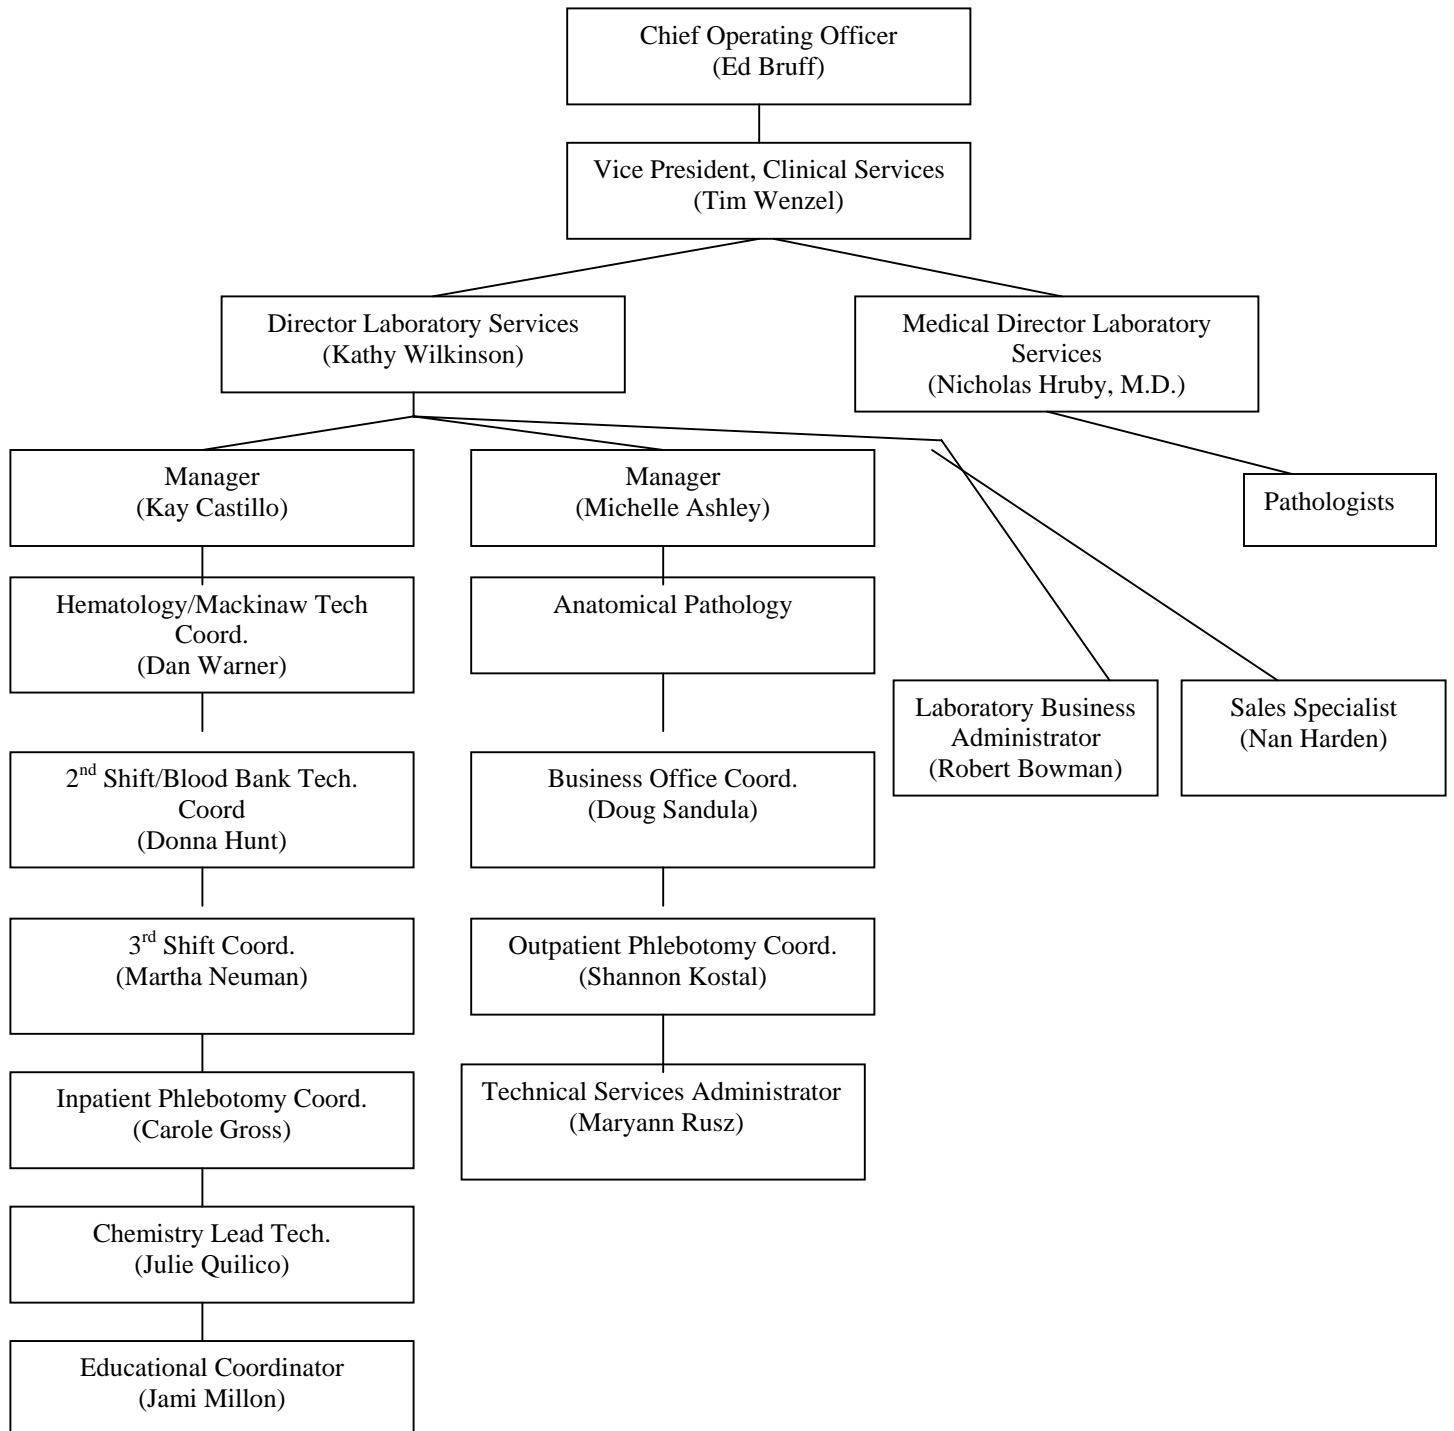 Chief Operating Officer
(Ed Bruff)
Vice President, Clinical Services
(Tim Wenzel)
Director Laboratory Services
(Kathy Wilkinson)
Medical Director Laboratory
Services
(Nicholas Hruby, M.D.)
Manager
(Kay Castillo)
Manager
(Michelle Ashley)
Pathologists
Hematology/Mackinaw Tech
Coord.
(Dan Warner)
Anatomical Pathology
Laboratory Business
Administrator
(Robert Bowman)
Sales Specialist
(Nan Harden)
2nd Shift/Blood Bank Tech.
Coord
(Donna Hunt)
Business Office Coord.
(Doug Sandula)
3rd Shift Coord.
(Martha Neuman)
Outpatient Phlebotomy Coord.
(Shannon Kostal)
Inpatient Phlebotomy Coord.
(Carole Gross)
Technical Services Administrator
(Maryann Rusz)
Chemistry Lead Tech.
(Julie Quilico)
Educational Coordinator
(Jami Millon)